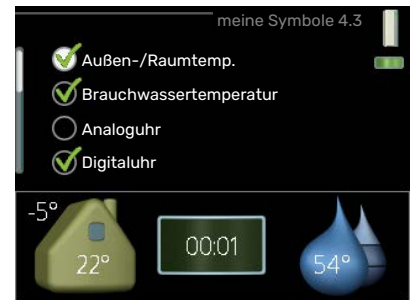 meine Symbole 4.3
Außen-/Raumtemp.
Brauchwassertemperatur
Analoguhr
Digitaluhr
-5°
22°
00:01
54°